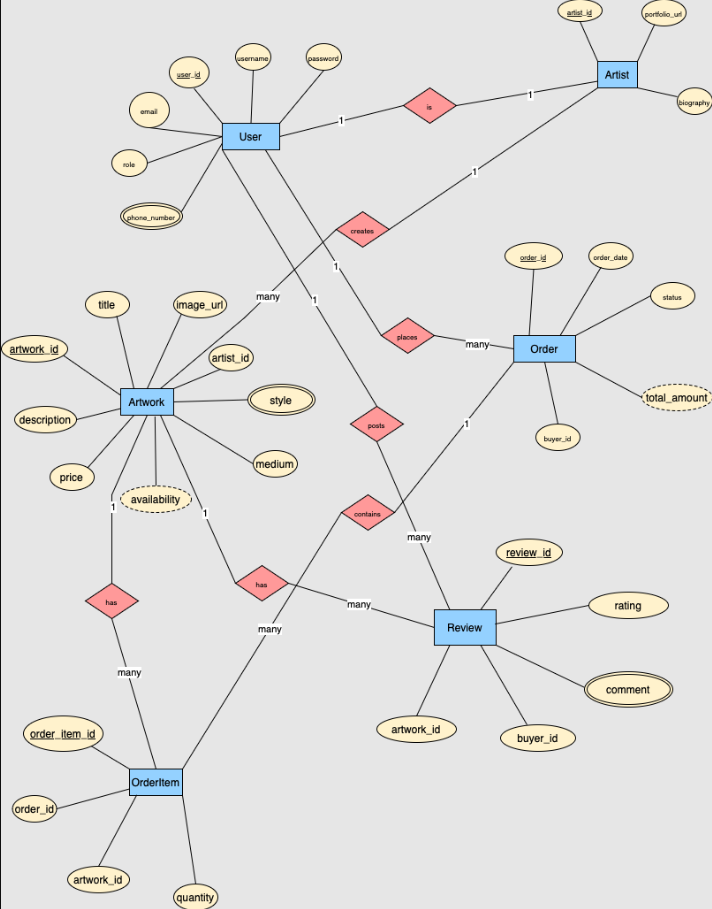 artist_id
portfolio_url
username
password
user_id
Artist
biography
email
is
1
1
User
role
1
phone_number
creates
order_id
order_date
1
title
image_url
many
1
status
artwork_id
places
many
Order
artist_id
Artwork
style
total_amount
description
posts
1
buyer_id
price
availability
medium
1
1
contains
many
review_id
has
has
many
rating
many
Review
many
comment
artwork_id
buyer_id
order_item_id
OrderItem
order_id
artwork_id
quantity